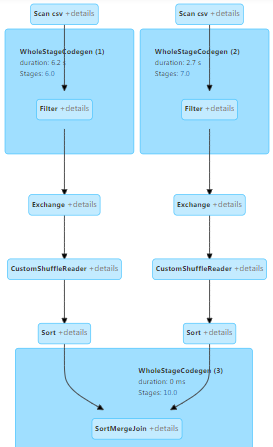 Scan csv +details
Scan csv +details
WholeStageCodegen (1)
duration: 6.2 s
Stages: 6.0
WholeStageCodegen (2)
duration: 2.7 s
Stages: 7.0
Filter +details
Filter +details
Exchange +details
Exchange +details
CustomShuffleReader +details
CustomShuffleReader +details
Sort +details
Sort +details
WholeStageCodegen (3)
duration: 0 ms
Stages: 10.0
SortMergeJoin +details